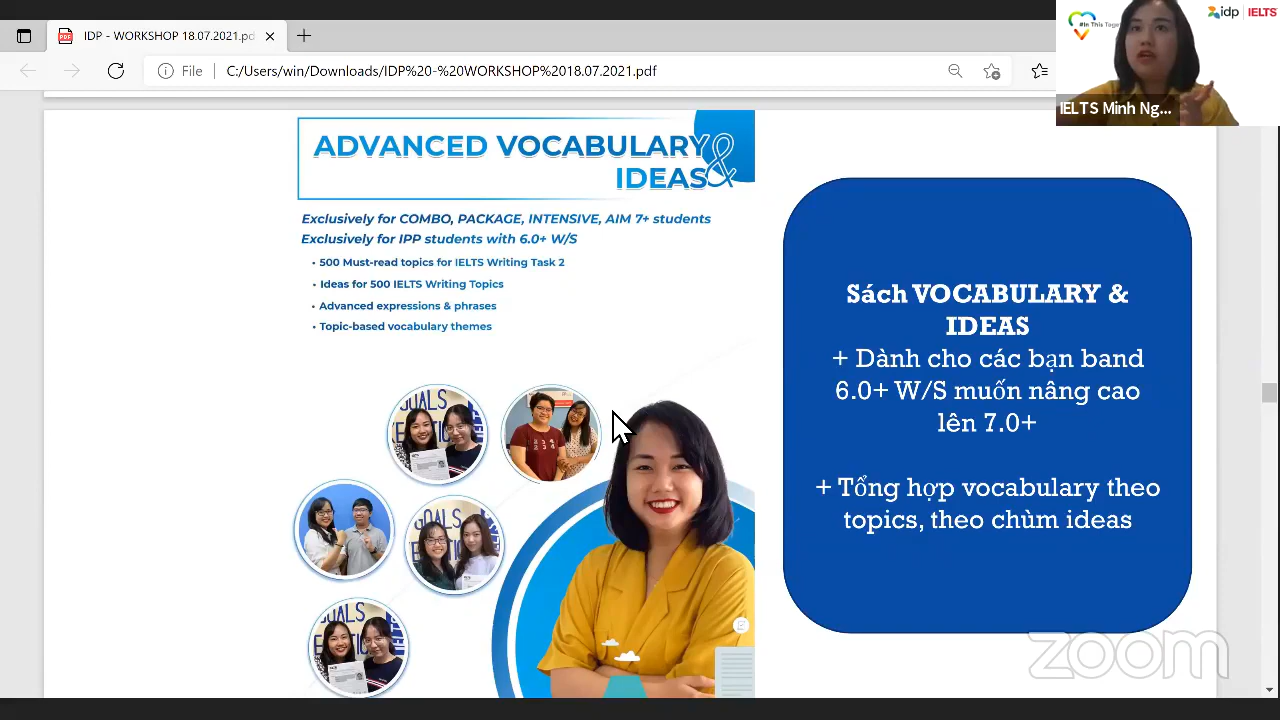 IDP - WORKSHOP 18.07.2021.pd
File
C:/Users/win/Downloads/IDP%20-%20WORKSHOP%2018.07.2021.pdf
#In This Toge
idp IELTS
IELTS Minh Ng...
ADVANCED VOCABULARY
& IDEAS
Exclusively for COMBO, PACKAGE, INTENSIVE, AIM 7+ students
Exclusively for IPP students with 6.0+ W/S
• 500 Must-read topics for IELTS Writing Task 2
• Ideas for 500 IELTS Writing Topics
• Advanced expressions & phrases
• Topic-based vocabulary themes
Sách VOCABULARY &
IDEAS
+ Dành cho các bạn band
6.0+ W/S muốn nâng cao
lên 7.0+
+ Tổng hợp vocabulary theo
topics, theo chùm ideas
zoom